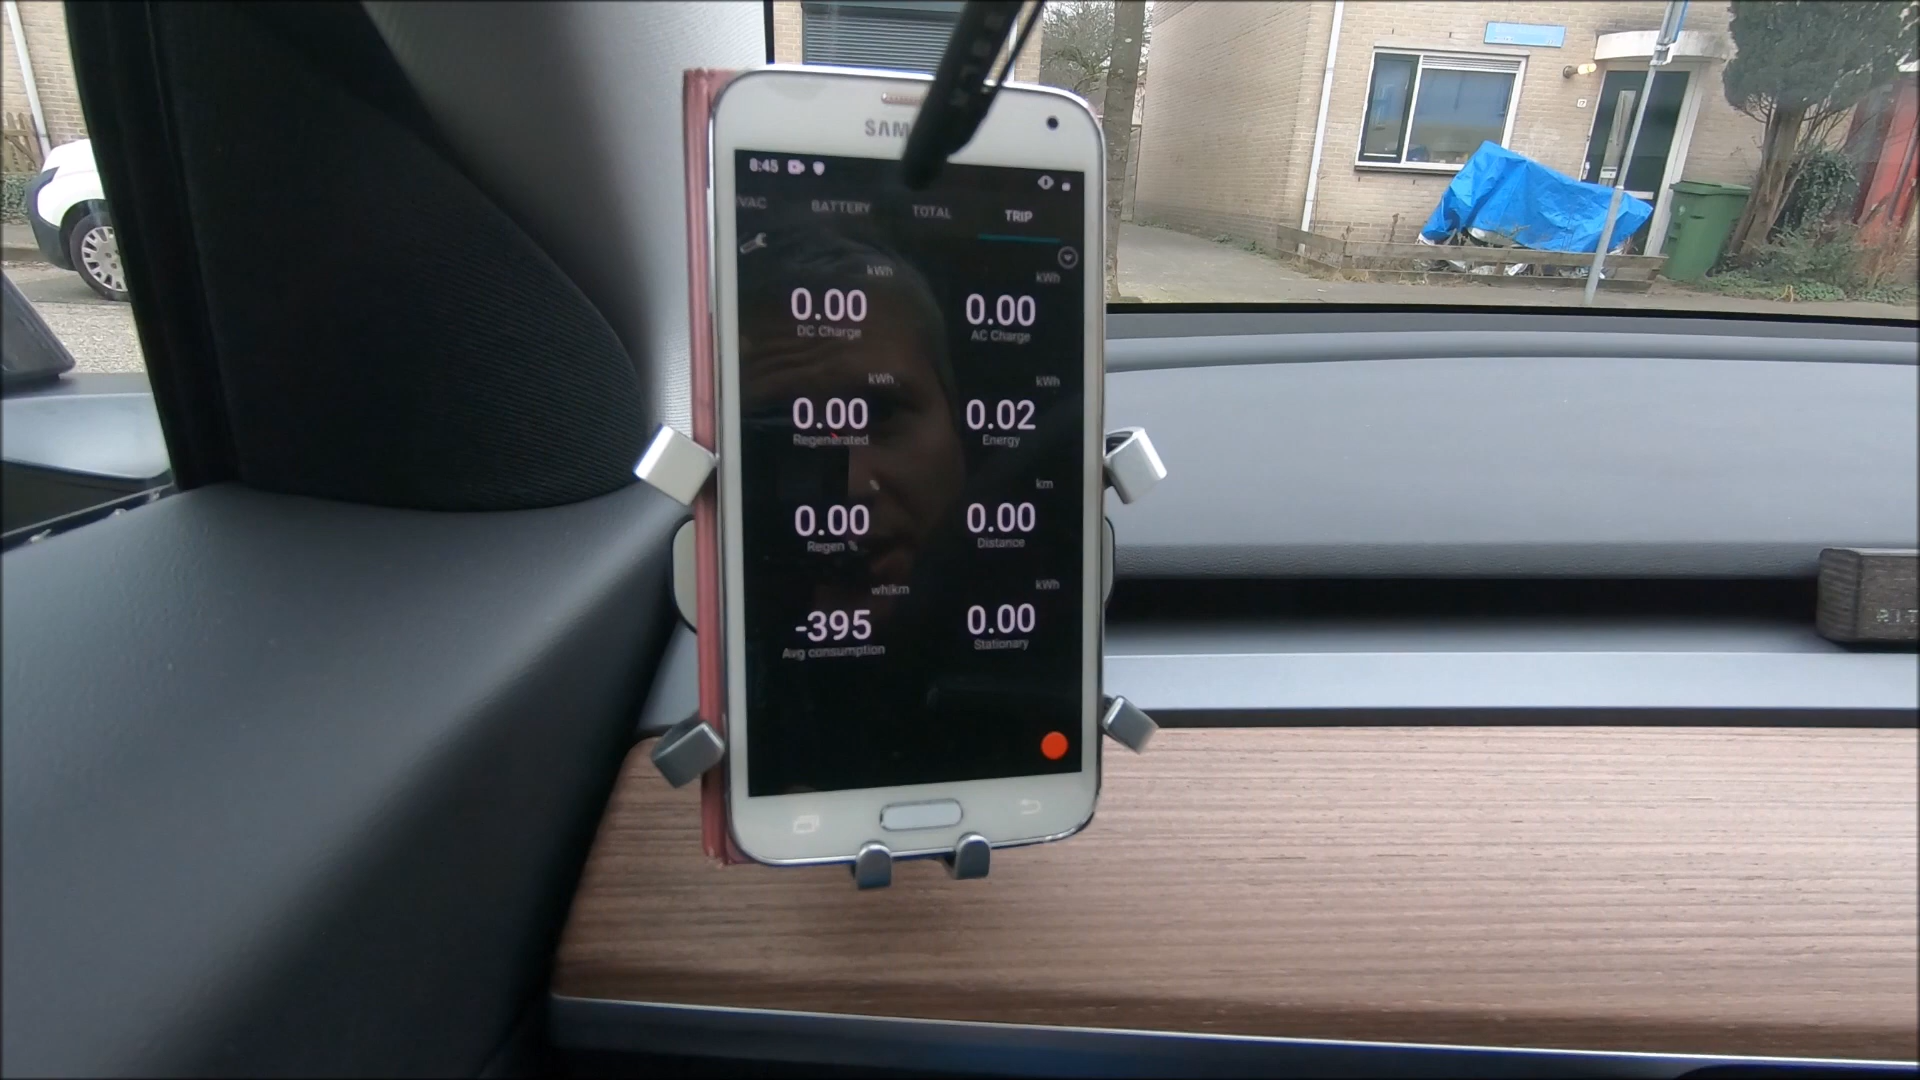 SAM
8:45
VAC BATTERY TOTAL TRIP
kWh kWh
0.00 0.00
DC Charge AC Charge
kWh kWh
0.00 0.02
Regenerated Energy
% km
0.00 0.00
Regen % Distance
wh|km kWh
-395 0.00
Avg consumption Stationary
RIT